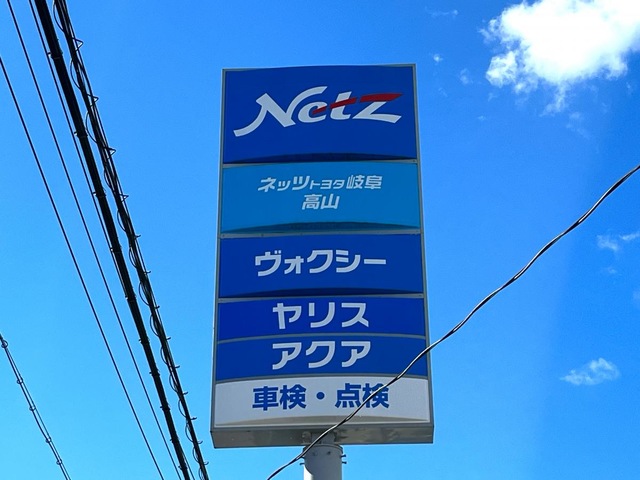 Netz
ネッツトヨタ岐阜
高山
ヴォクシー
ヤリス
アクア
車検・点検